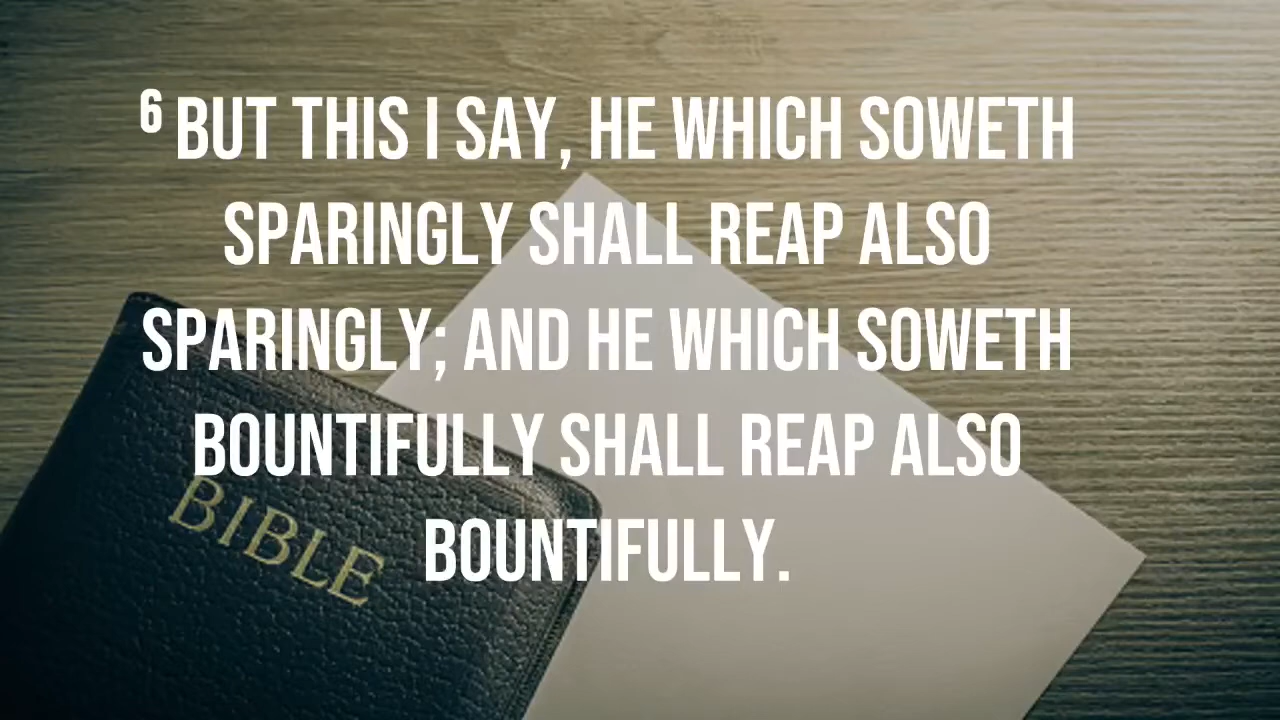 ⁶ BUT THIS I SAY, HE WHICH SOWETH
SPARINGLY SHALL REAP ALSO
SPARINGLY; AND HE WHICH SOWETH
BOUNTIFULLY SHALL REAP ALSO
BOUNTIFULLY.
BIBLE